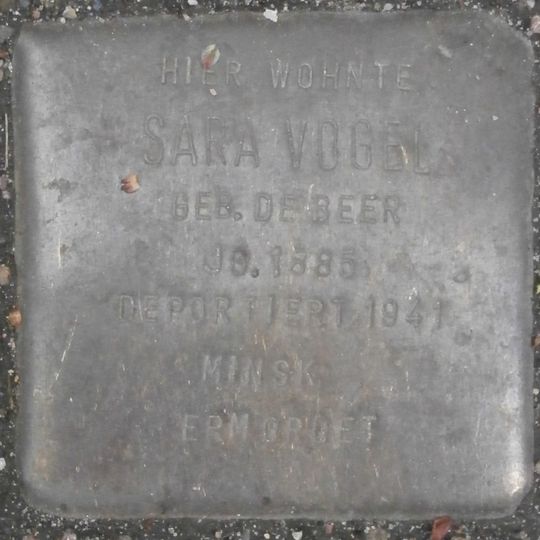 HIER WOHNTE
SARA VOGEL
GEB. DE BEER
JG. 1885
DEPORTIERT 1941
MINSK
ERMORDET